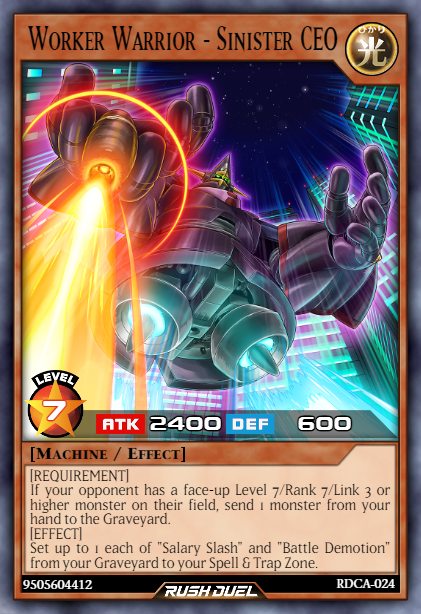 Worker Warrior - Sinister CEO
ひかり
光
LEVEL
7
ATK 2400 DEF 600
[Machine / Effect]
[REQUIREMENT]
If your opponent has a face-up Level 7/Rank 7/Link 3 or
higher monster on their field, send 1 monster from your
hand to the Graveyard.
[EFFECT]
Set up to 1 each of "Salary Slash" and "Battle Demotion"
from your Graveyard to your Spell & Trap Zone.
9505604412
RUSH DUEL
RDCA-024